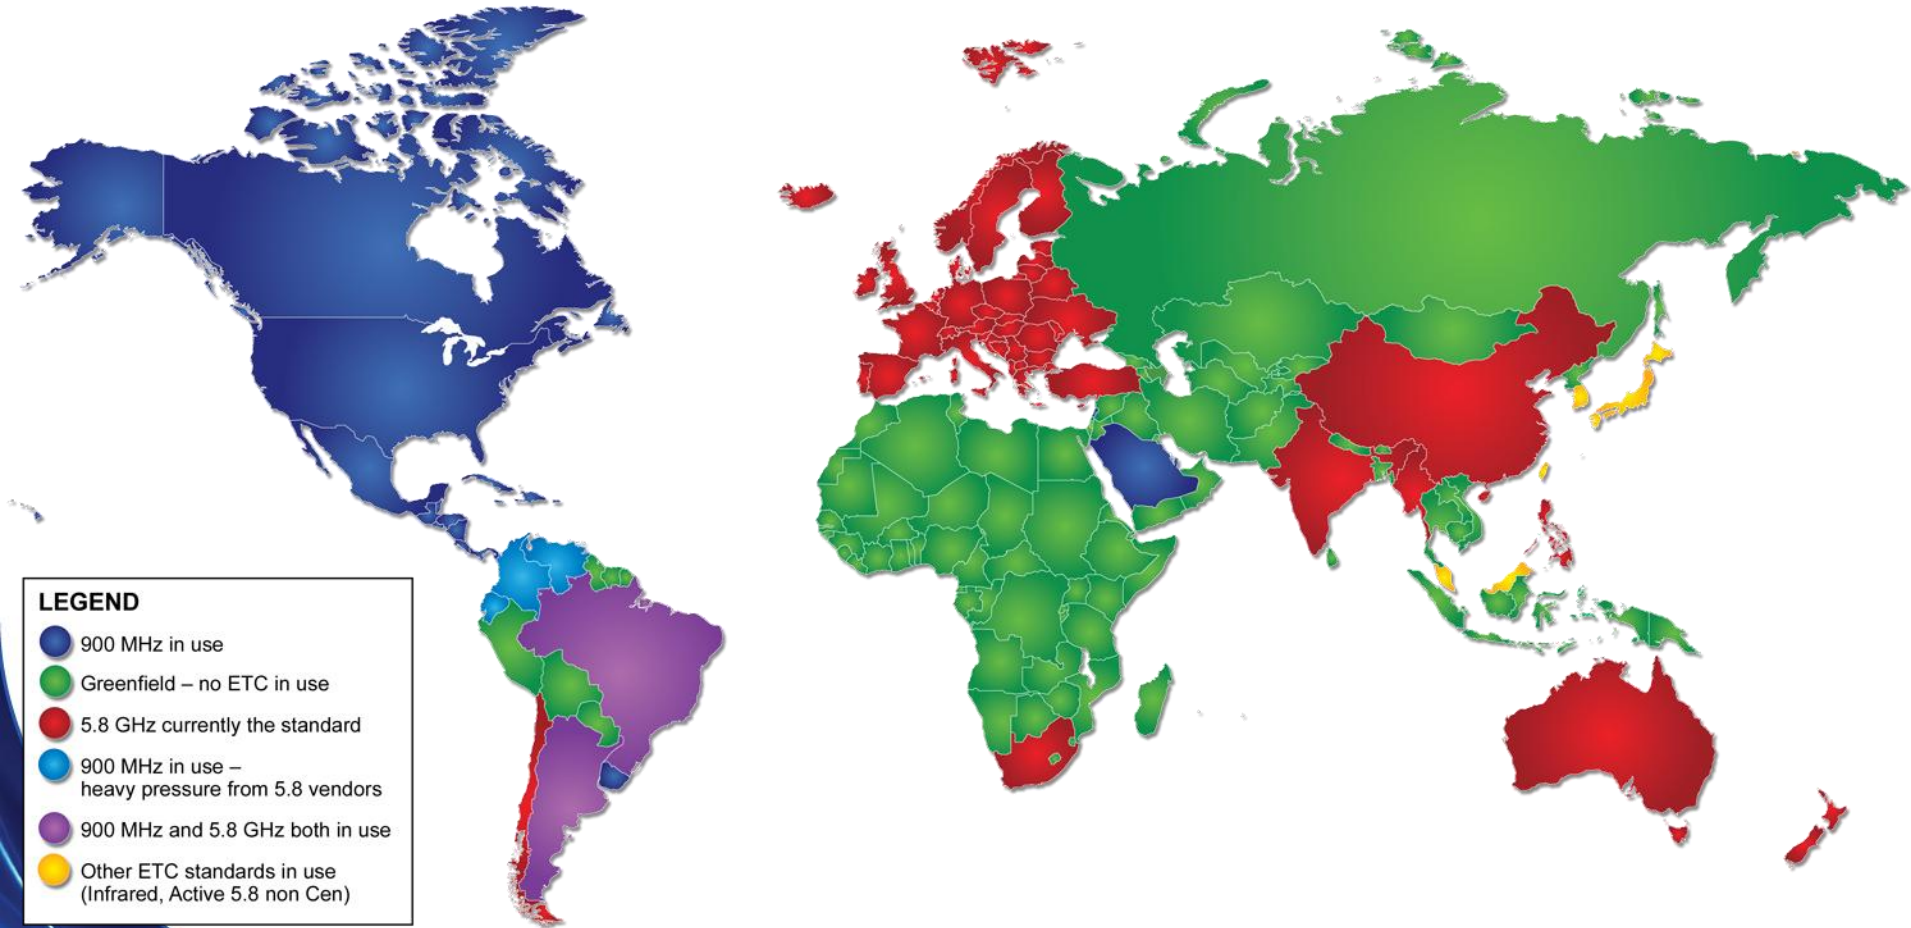 LEGEND
900 MHz in use
Greenfield – no ETC in use
5.8 GHz currently the standard
900 MHz in use –
heavy pressure from 5.8 vendors
900 MHz and 5.8 GHz both in use
Other ETC standards in use
(Infrared, Active 5.8 non Cen)